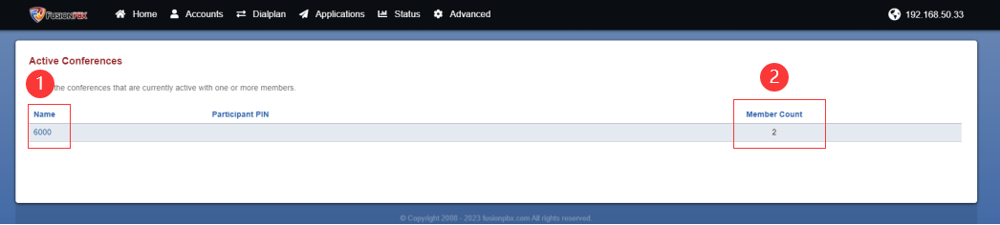 FUSIONPBX Home Accounts Dialplan Applications Status Advanced 192.168.50.33
Active Conferences
1
2
the conferences that are currently active with one or more members.
Name Participant PIN Member Count
6000 2
© Copyright 2008 - 2023 fusionpbx.com All rights reserved.